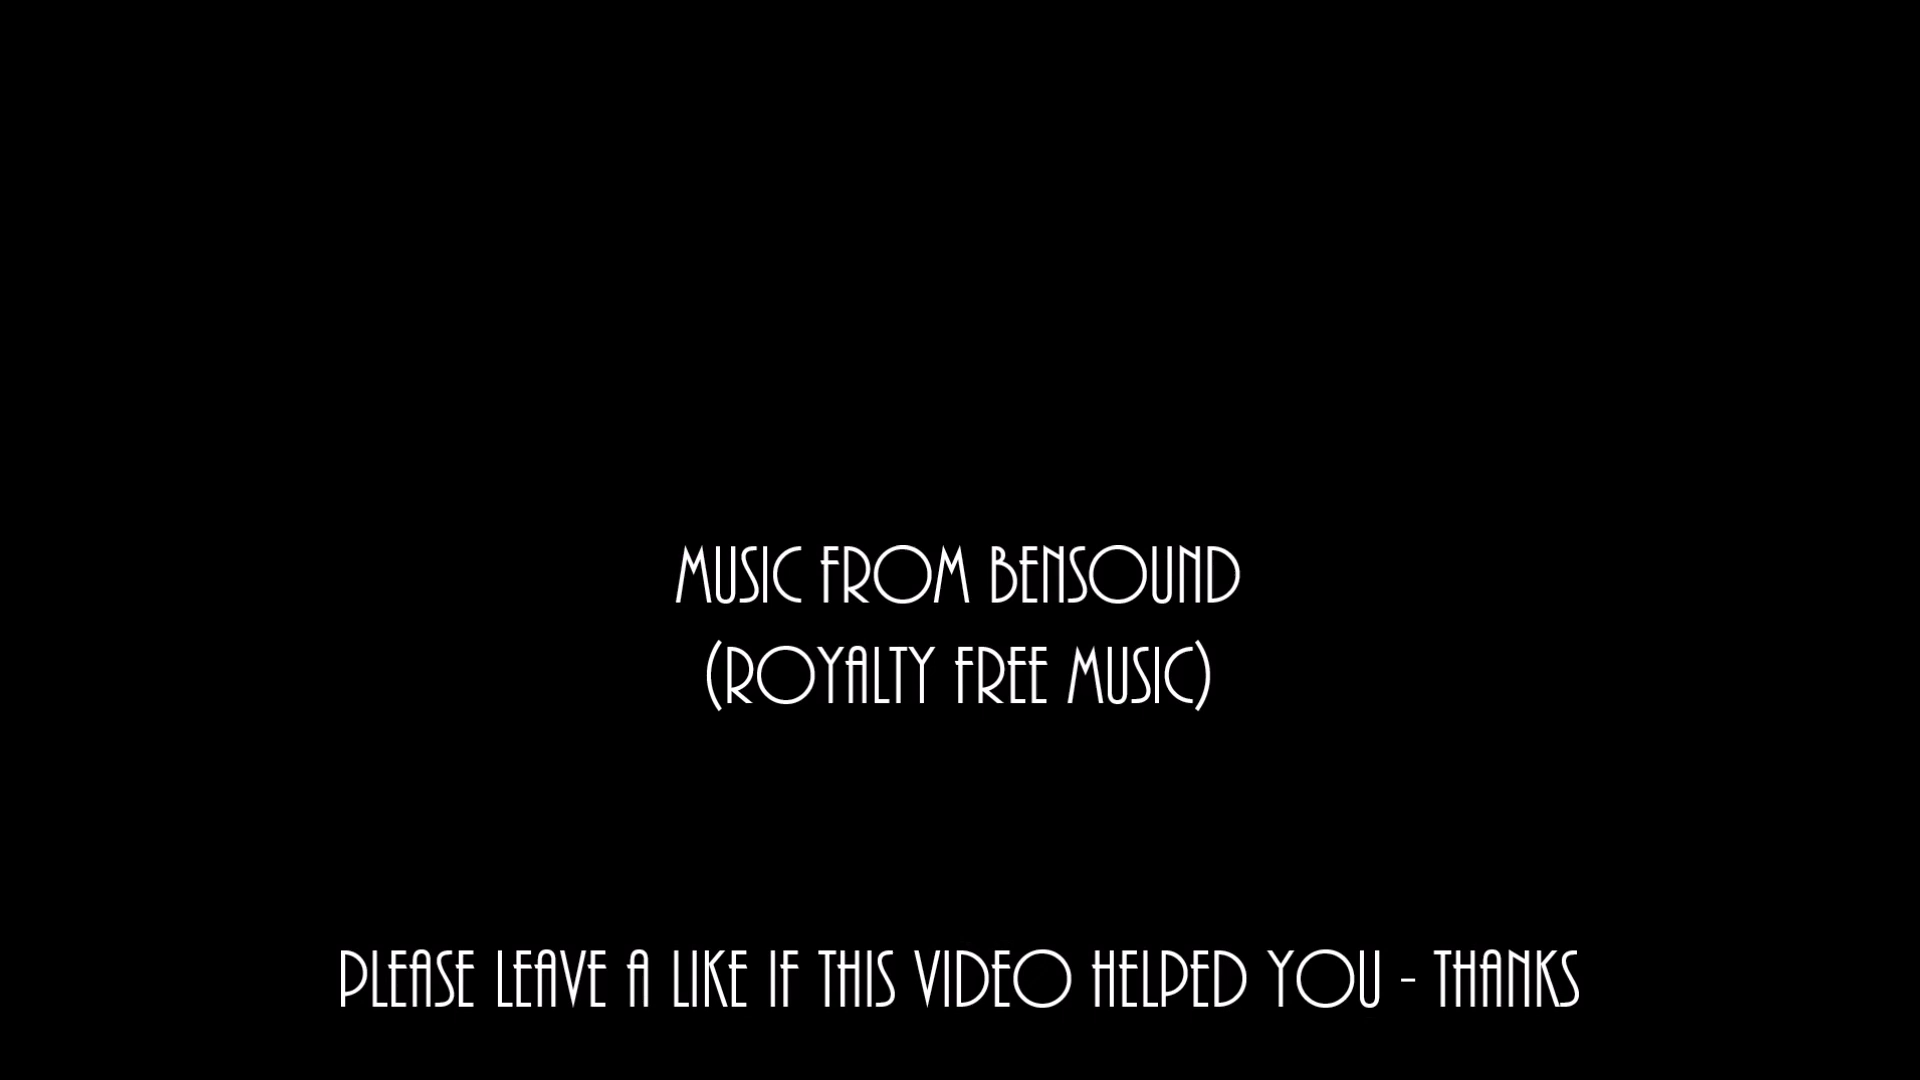 MUSIC FROM BENSOUND
(ROYALTY FREE MUSIC)
PLEASE LEAVE A LIKE IF THIS VIDEO HELPED YOU - THANKS